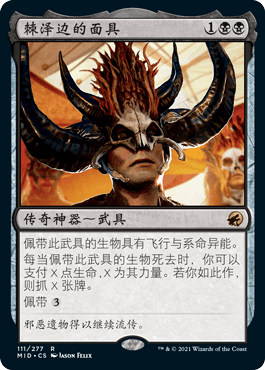 棘泽边的面具 1
传奇神器～武具
佩带此武具的生物具有飞行与系命异能。
每当佩带此武具的生物死去时，你可以
支付 X 点生命，X 为其力量。若你如此作，
则抓 X 张牌。
佩带 3
邪恶遗物得以继续流传。
111/277 R
MID • CS JASON FELIX
™ & © 2021 Wizards of the Coast